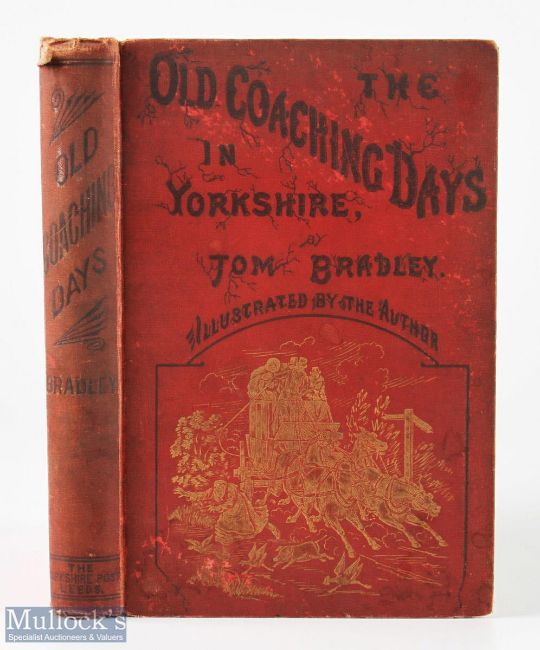 OLD
COACHING
DAYS
BRADLEY
THE
YORKSHIRE POST
LEEDS.
THE
OLD COACHING DAYS
IN
YORKSHIRE,
BY
TOM BRADLEY.
ILLUSTRATED BY THE AUTHOR
Mullock's
Specialist Auctioneers & Valuers